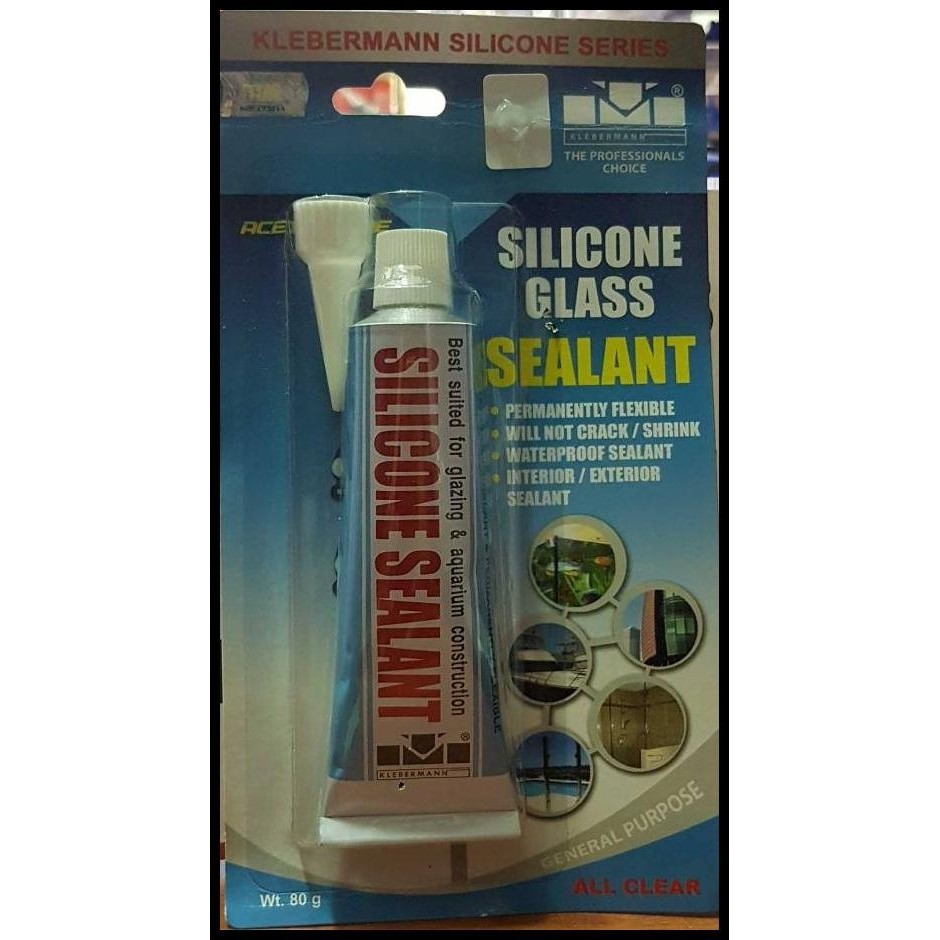 KLEBERMANN SILICONE SERIES
®
KLEBERMANN
THE PROFESSIONALS
CHOICE
SILICONE
GLASS
SEALANT
• PERMANENTLY FLEXIBLE
• WILL NOT CRACK / SHRINK
• WATERPROOF SEALANT
• INTERIOR / EXTERIOR
SEALANT
Best suited for glazing & aquarium construction
SILICONE SEALANT
®
KLEBERMANN
GENERAL PURPOSE
ALL CLEAR
Wt. 80 g